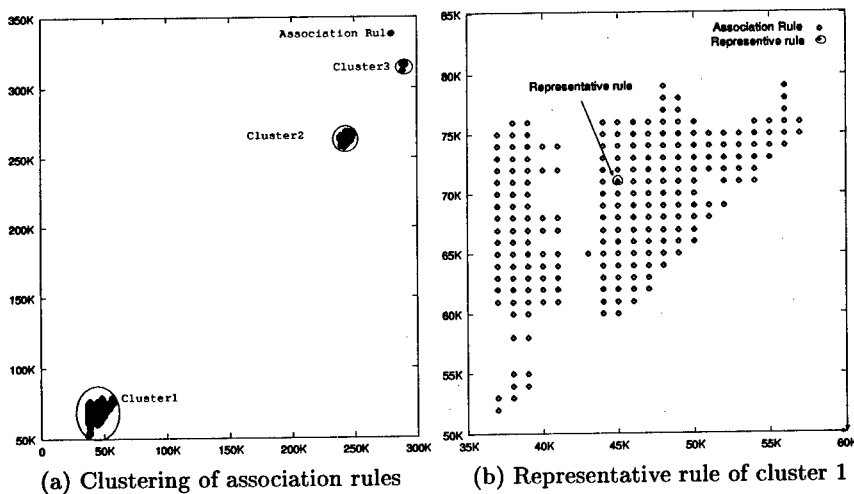 350K
300K
250K
200K
150K
100K
50K
0
50K
100K
150K
200K
250K
300K
Association Rule
Cluster3
Cluster2
Cluster1
(a) Clustering of association rules
85K
80K
75K
70K
65K
60K
55K
50K
35K
40K
45K
50K
55K
60K
Association Rule
Representive rule
Representative rule
(b) Representative rule of cluster 1